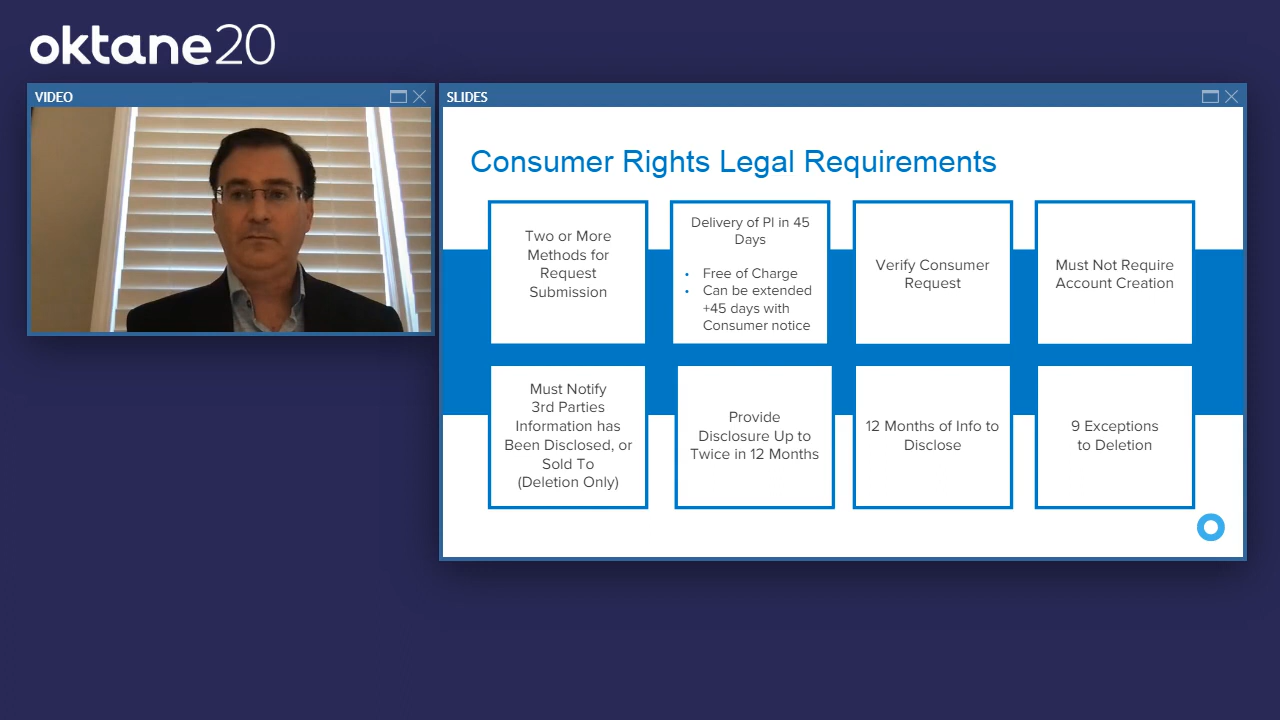 oktane20
VIDEO
SLIDES
Consumer Rights Legal Requirements
Two or More
Methods for
Request
Submission
Delivery of PI in 45
Days
• Free of Charge
• Can be extended
+45 days with
Consumer notice
Verify Consumer
Request
Must Not Require
Account Creation
Must Notify
3rd Parties
Information has
Been Disclosed, or
Sold To
(Deletion Only)
Provide
Disclosure Up to
Twice in 12 Months
12 Months of Info to
Disclose
9 Exceptions
to Deletion